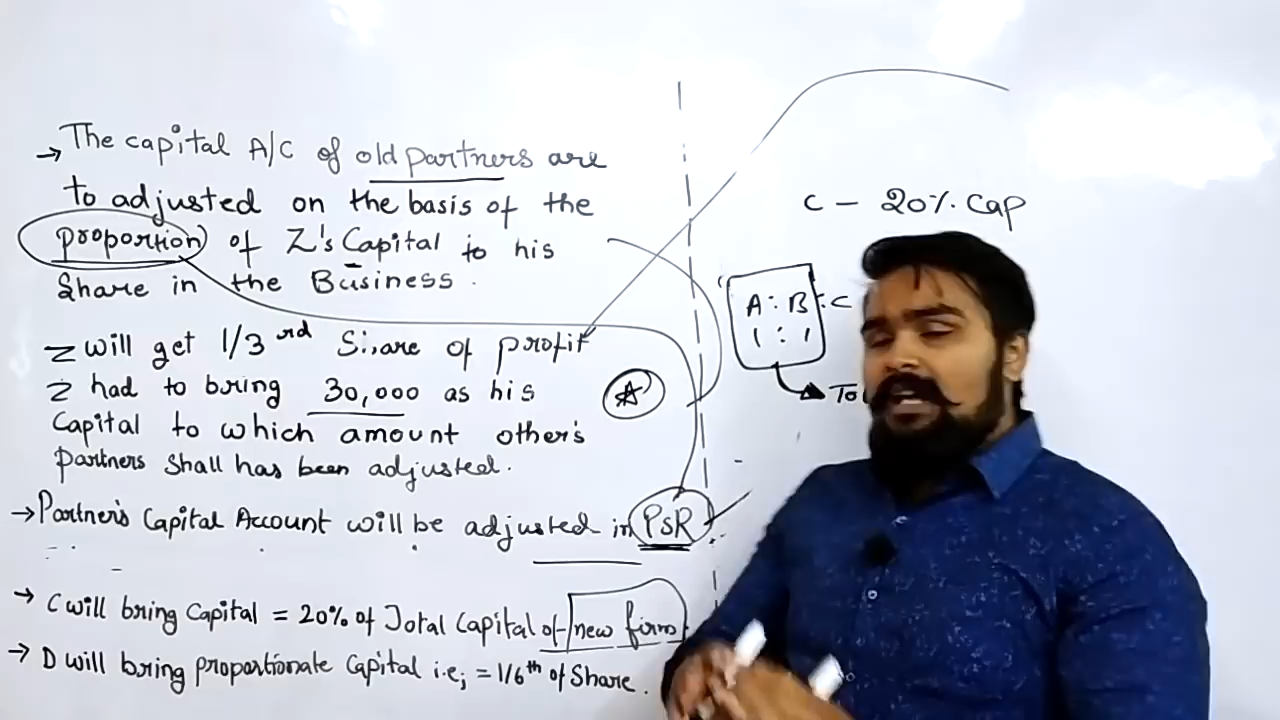 → The capital A/C of old partners are
to adjusted on the basis of the
proportion of Z's Capital to his
Share in the Business.
Z will get 1/3rd Share of profit
Z had to bring 30,000 as his
Capital to which amount other's
partners Shall has been adjusted.
→ Partner's Capital Account will be adjusted in PSR
→ C will bring Capital = 20% of Total Capital of new firm
→ D will bring proportionate Capital i.e; = 1/6th of Share.
C - 20% Cap
A : B : C
1 : 1